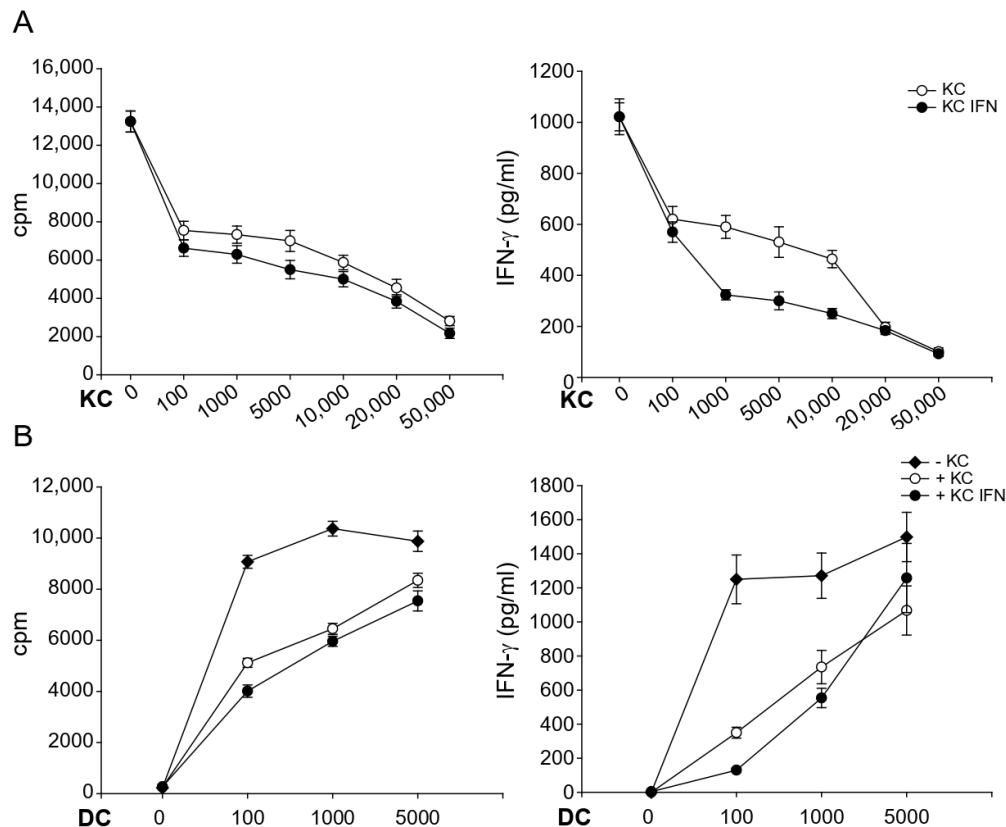 A
16,000
14,000
12,000
10,000
8000
6000
4000
2000
0
cpm
KC 0 100 1000 5000 10,000 20,000 50,000
1200
1000
800
600
400
200
0
IFN-γ (pg/ml)
KC
KC IFN
KC 0 100 1000 5000 10,000 20,000 50,000
B
12,000
10,000
8000
6000
4000
2000
0
cpm
DC 0 100 1000 5000
1800
1600
1400
1200
1000
800
600
400
200
0
IFN-γ (pg/ml)
- KC
+ KC
+ KC IFN
DC 0 100 1000 5000